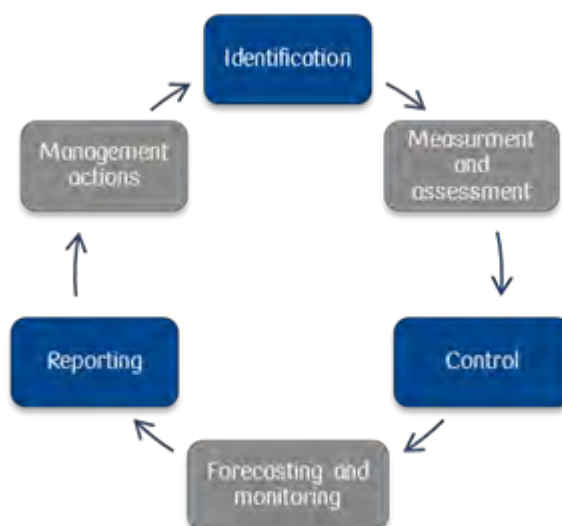 Identification
Measurment
and
assessment
Control
Forecasting and
monitoring
Reporting
Management
actions